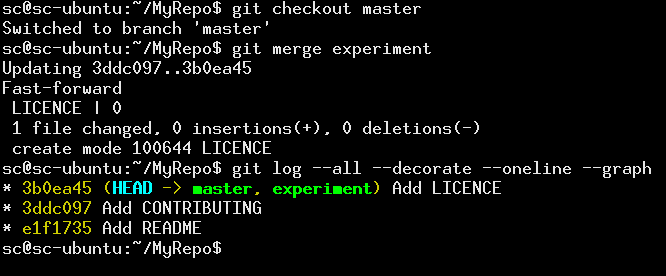 sc@sc-ubuntu:~/MyRepo$ git checkout master
Switched to branch 'master'
sc@sc-ubuntu:~/MyRepo$ git merge experiment
Updating 3ddc097..3b0ea45
Fast-forward
 LICENCE | 0
 1 file changed, 0 insertions(+), 0 deletions(-)
 create mode 100644 LICENCE
sc@sc-ubuntu:~/MyRepo$ git log --all --decorate --oneline --graph
* 3b0ea45 (HEAD -> master, experiment) Add LICENCE
* 3ddc097 Add CONTRIBUTING
* e1f1735 Add README
sc@sc-ubuntu:~/MyRepo$